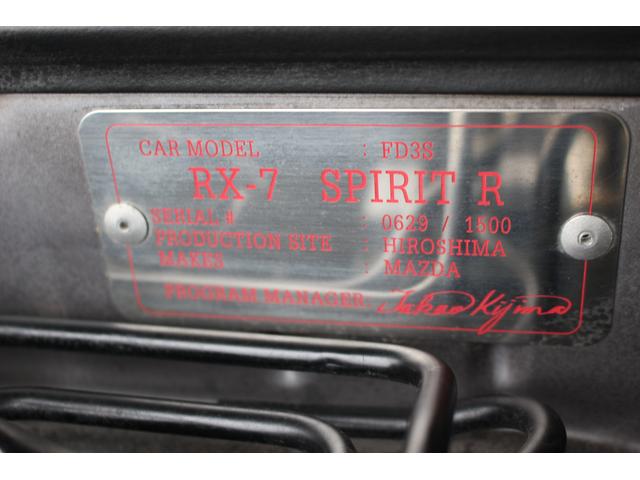 CAR MODEL : FD3S
RX-7 SPIRIT R
SERIAL # : 0629 / 1500
PRODUCTION SITE : HIROSHIMA
MAKES : MAZDA
PROGRAM MANAGER: Takao Kijima